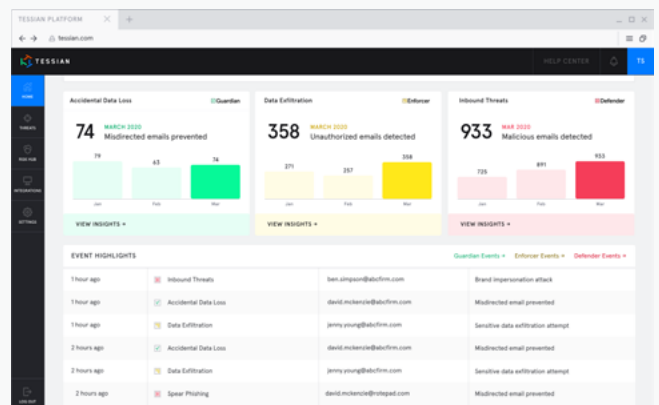 TESSIAN PLATFORM
tessian.com
TESSIAN
HELP CENTER
TS
HOME
THREATS
RISK HUB
INTEGRATIONS
SETTINGS
LOG OUT
Accidental Data Loss Guardian
74 MARCH 2020
Misdirected emails prevented
79 63 74
Jan Feb Mar
VIEW INSIGHTS
Data Exfiltration Enforcer
358 MARCH 2020
Unauthorized emails detected
271 257 358
Jan Feb Mar
VIEW INSIGHTS
Inbound Threats Defender
933 MAR 2020
Malicious emails detected
725 891 933
Jan Feb Mar
VIEW INSIGHTS
EVENT HIGHLIGHTS Guardian Events Enforcer Events Defender Events
1 hour ago Inbound Threats ben.simpson@abcfirm.com Brand impersonation attack
1 hour ago Accidental Data Loss david.mckenzie@abcfirm.com Misdirected email prevented
1 hour ago Data Exfiltration jenny.young@abcfirm.com Sensitive data exfiltration attempt
2 hours ago Accidental Data Loss david.mckenzie@abcfirm.com Misdirected email prevented
2 hours ago Data Exfiltration jenny.young@abcfirm.com Sensitive data exfiltration attempt
2 hours ago Spear Phishing david.mckenzie@notepad.com Misdirected email prevented